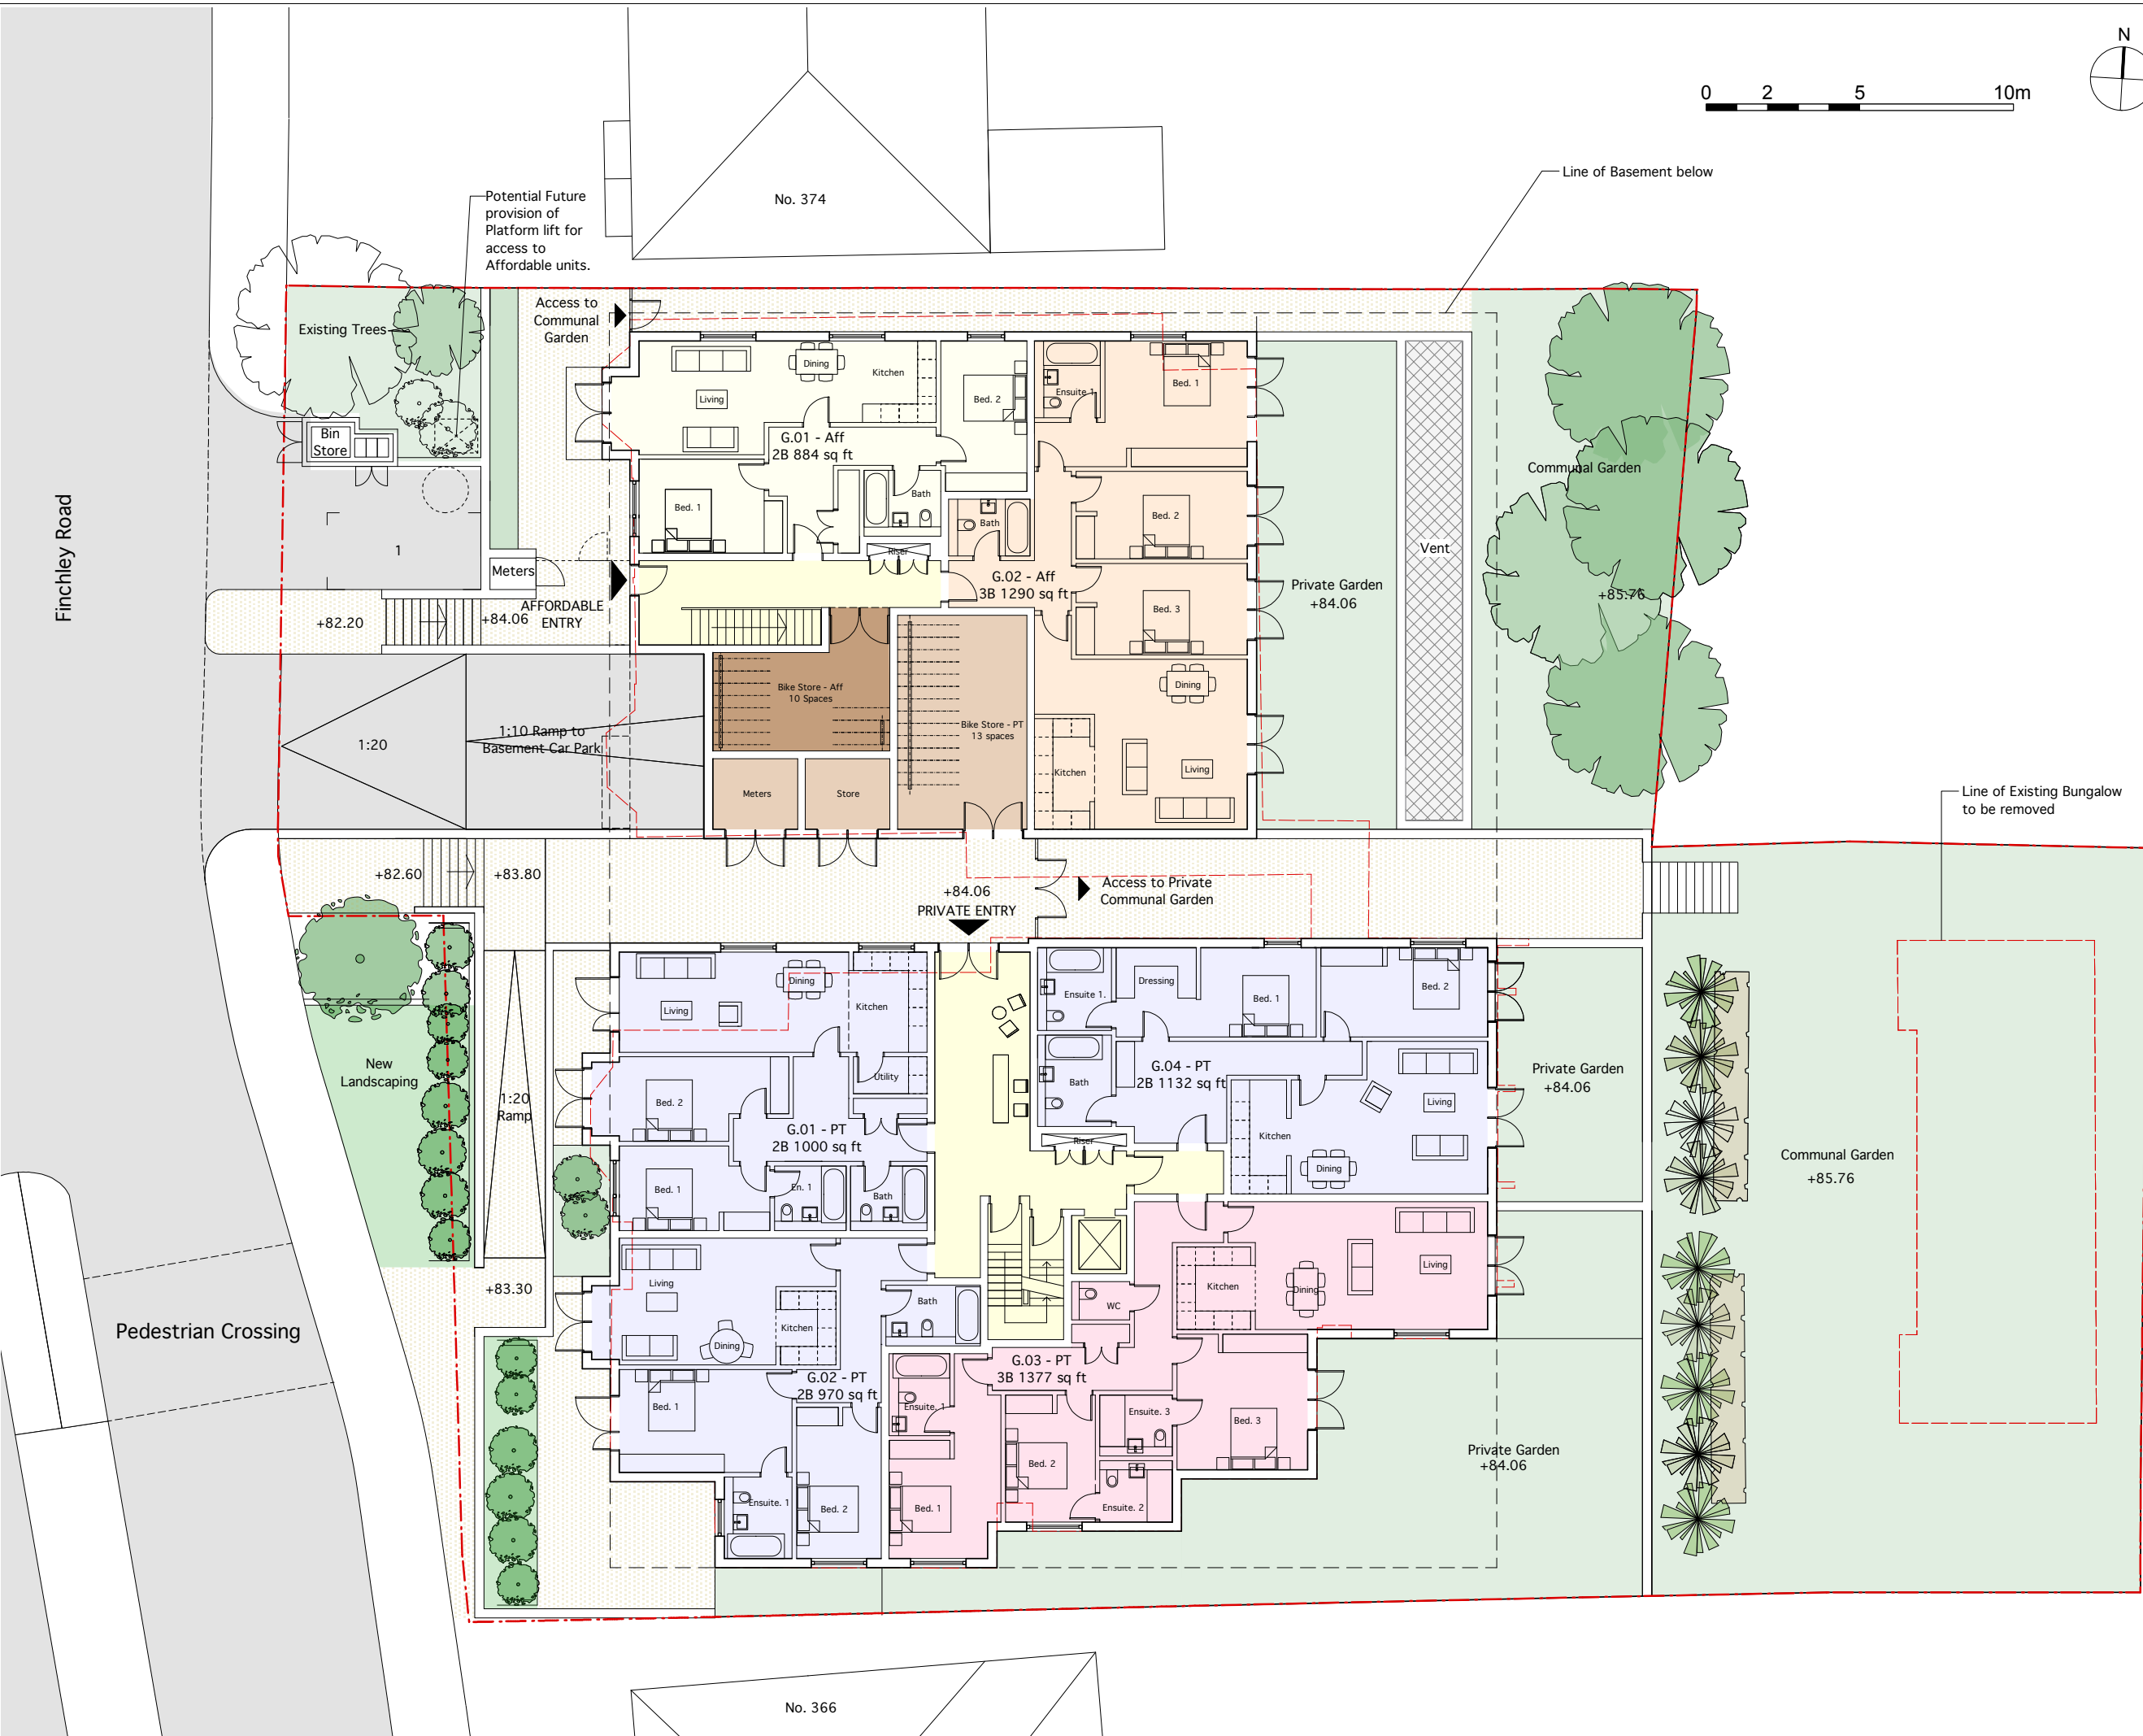 N
0 2 5 10m
Line of Basement below
No. 374
Potential Future
provision of
Platform lift for
access to
Affordable units.
Access to
Communal
Garden
Existing Trees
Bin
Store
1
Meters
Finchley Road
+82.20
+84.06
AFFORDABLE
ENTRY
Living
Dining
Kitchen
Bed. 2
G.01 - Aff
2B 884 sq ft
Bed. 1
Bath
Riser
Ensuite 1
Bed. 1
Bed. 2
Bath
G.02 - Aff
3B 1290 sq ft
Bed. 3
Dining
Kitchen
Living
Private Garden
+84.06
Vent
Communal Garden
+85.76
1:20
1:10 Ramp to
Basement Car Park
Bike Store - Aff
10 Spaces
Bike Store - PT
13 spaces
Meters
Store
Line of Existing Bungalow
to be removed
+82.60
+83.80
+84.06
PRIVATE ENTRY
Access to Private
Communal Garden
New
Landscaping
1:20
Ramp
+83.30
Pedestrian Crossing
Living
Dining
Kitchen
Utility
Bed. 2
G.01 - PT
2B 1000 sq ft
Bed. 1
En. 1
Bath
Ensuite 1.
Dressing
Bed. 1
Bed. 2
Bath
G.04 - PT
2B 1132 sq ft
Riser
Kitchen
Living
Dining
Private Garden
+84.06
Communal Garden
+85.76
Living
Dining
Kitchen
Bath
G.02 - PT
2B 970 sq ft
Bed. 1
Ensuite. 1
Bed. 2
Kitchen
Dining
Living
WC
G.03 - PT
3B 1377 sq ft
Ensuite. 1
Bed. 1
Bed. 2
Ensuite. 3
Ensuite. 2
Bed. 3
Private Garden
+84.06
No. 366